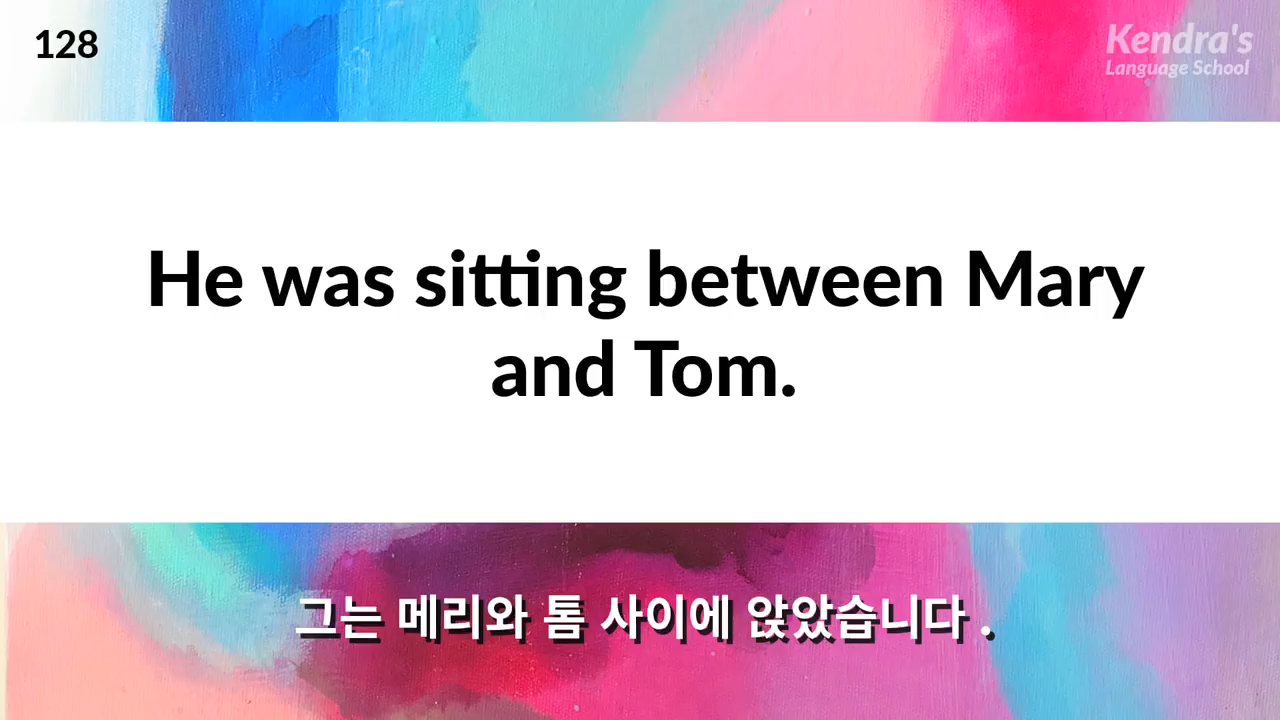 128
Kendra's
Language School
He was sitting between Mary
and Tom.
그는 메리와 톰 사이에 앉았습니다 .